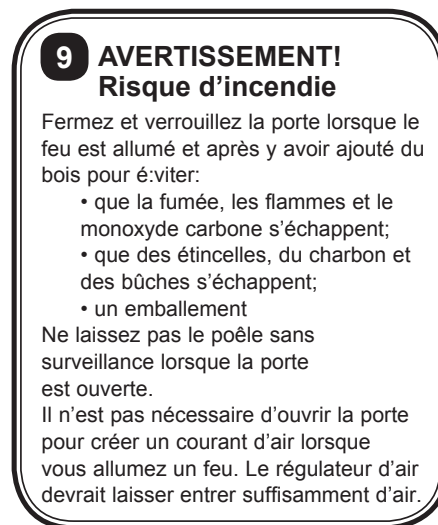 9 AVERTISSEMENT!
Risque d'incendie
Fermez et verrouillez la porte lorsque le
feu est allumé et après y avoir ajouté du
bois pour é:viter:
• que la fumée, les flammes et le
monoxyde carbone s'échappent;
• que des étincelles, du charbon et
des bûches s'échappent;
• un emballement
Ne laissez pas le poêle sans
surveillance lorsque la porte
est ouverte.
Il n'est pas nécessaire d'ouvrir la porte
pour créer un courant d'air lorsque
vous allumez un feu. Le régulateur d'air
devrait laisser entrer suffisamment d'air.